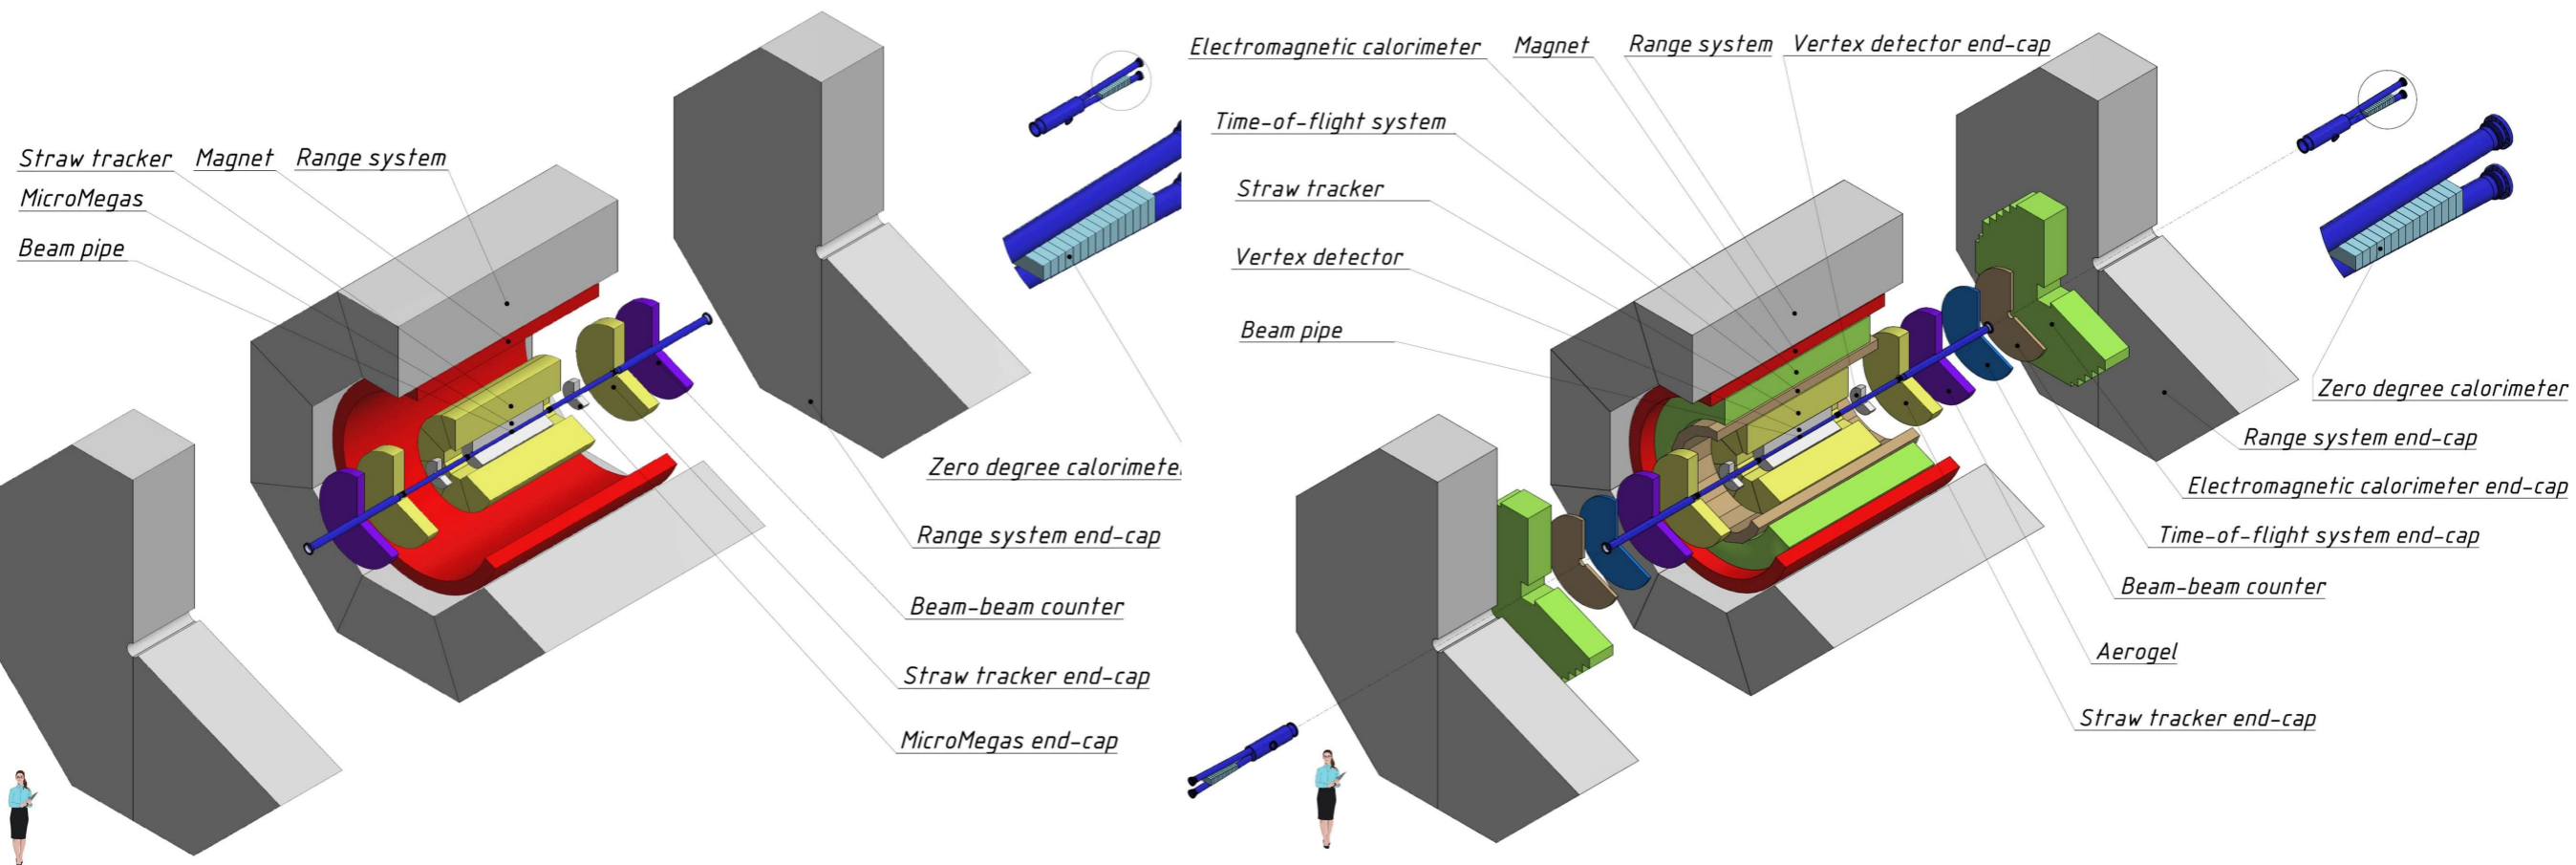 Straw tracker Magnet Range system
MicroMegas
Beam pipe
Zero degree calorimete
Range system end-cap
Beam-beam counter
Straw tracker end-cap
MicroMegas end-cap
Electromagnetic calorimeter Magnet Range system Vertex detector end-cap
Time-of-flight system
Straw tracker
Vertex detector
Beam pipe
Zero degree calorimeter
Range system end-cap
Electromagnetic calorimeter end-cap
Time-of-flight system end-cap
Beam-beam counter
Aerogel
Straw tracker end-cap